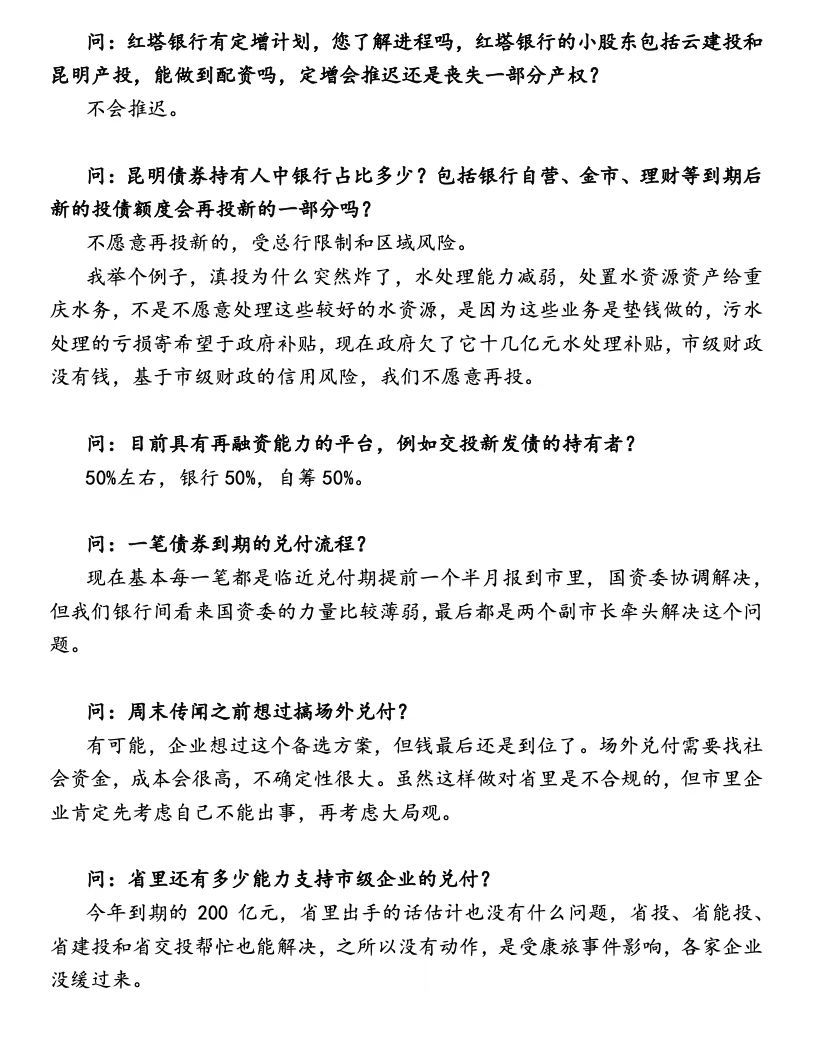 问：红塔银行有定增计划，您了解进程吗，红塔银行的小股东包括云建投和
昆明产投，能做到配资吗，定增会推迟还是丧失一部分产权？
不会推迟。
问：昆明债券持有人中银行占比多少？包括银行自营、金市、理财等到期后
新的投债额度会再投新的一部分吗？
不愿意再投新的，受总行限制和区域风险。
我举个例子，滇投为什么突然炸了，水处理能力减弱，处置水资源资产给重
庆水务，不是不愿意处理这些较好的水资源，是因为这些业务是垫钱做的，污水
处理的亏损寄希望于政府补贴，现在政府欠了它十几亿元水处理补贴，市级财政
没有钱，基于市级财政的信用风险，我们不愿意再投。
问：目前具有再融资能力的平台，例如交投新发债的持有者？
50%左右，银行 50%，自筹 50%。
问：一笔债券到期的兑付流程？
现在基本每一笔都是临近兑付期提前一个半月报到市里，国资委协调解决，
但我们银行间看来国资委的力量比较薄弱，最后都是两个副市长牵头解决这个问
题。
问：周末传闻之前想过搞场外兑付？
有可能，企业想过这个备选方案，但钱最后还是到位了。场外兑付需要找社
会资金，成本会很高，不确定性很大。虽然这样做对省里是不合规的，但市里企
业肯定先考虑自己不能出事，再考虑大局观。
问：省里还有多少能力支持市级企业的兑付？
今年到期的 200 亿元，省里出手的话估计也没有什么问题，省投、省能投、
省建投和省交投帮忙也能解决，之所以没有动作，是受康旅事件影响，各家企业
没缓过来。